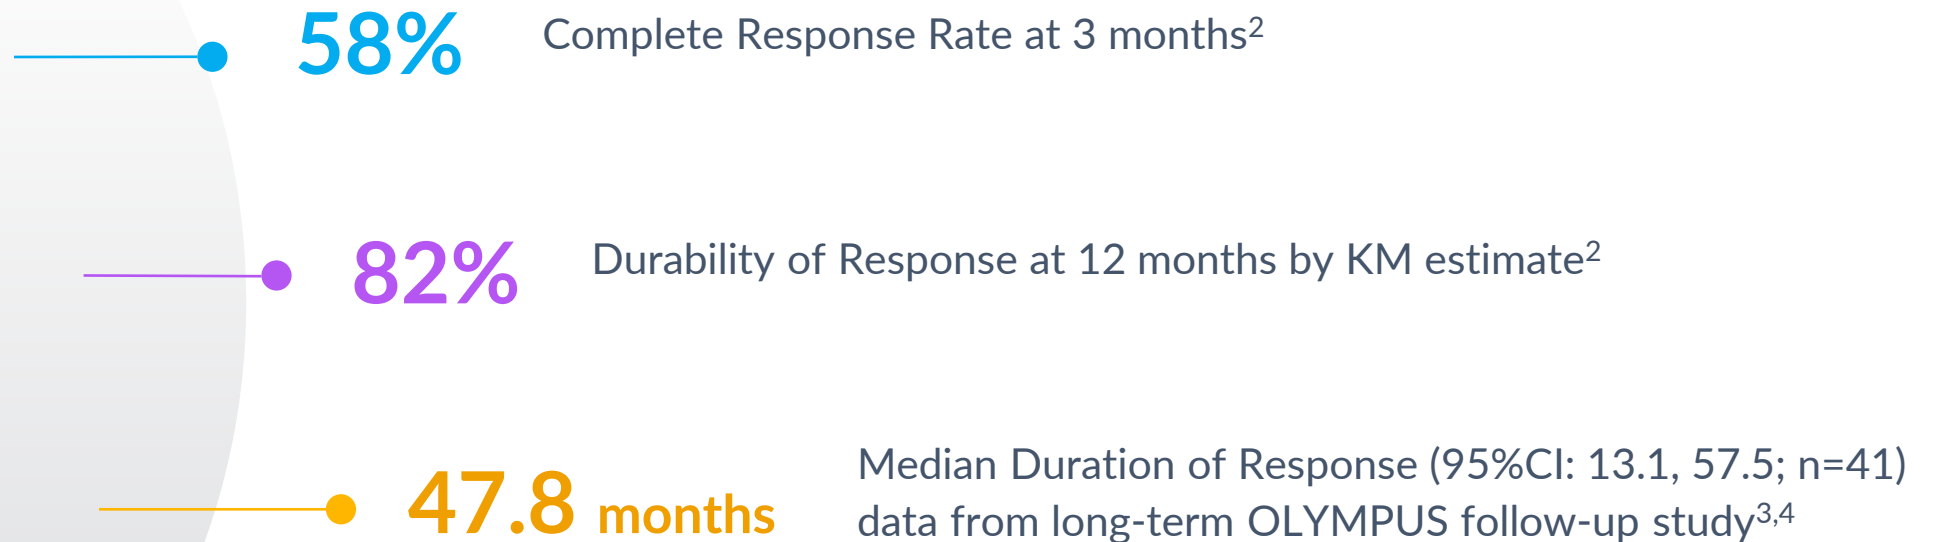 58% Complete Response Rate at 3 months²
82% Durability of Response at 12 months by KM estimate²
47.8 months Median Duration of Response (95%CI: 13.1, 57.5; n=41)
data from long-term OLYMPUS follow-up study³,⁴